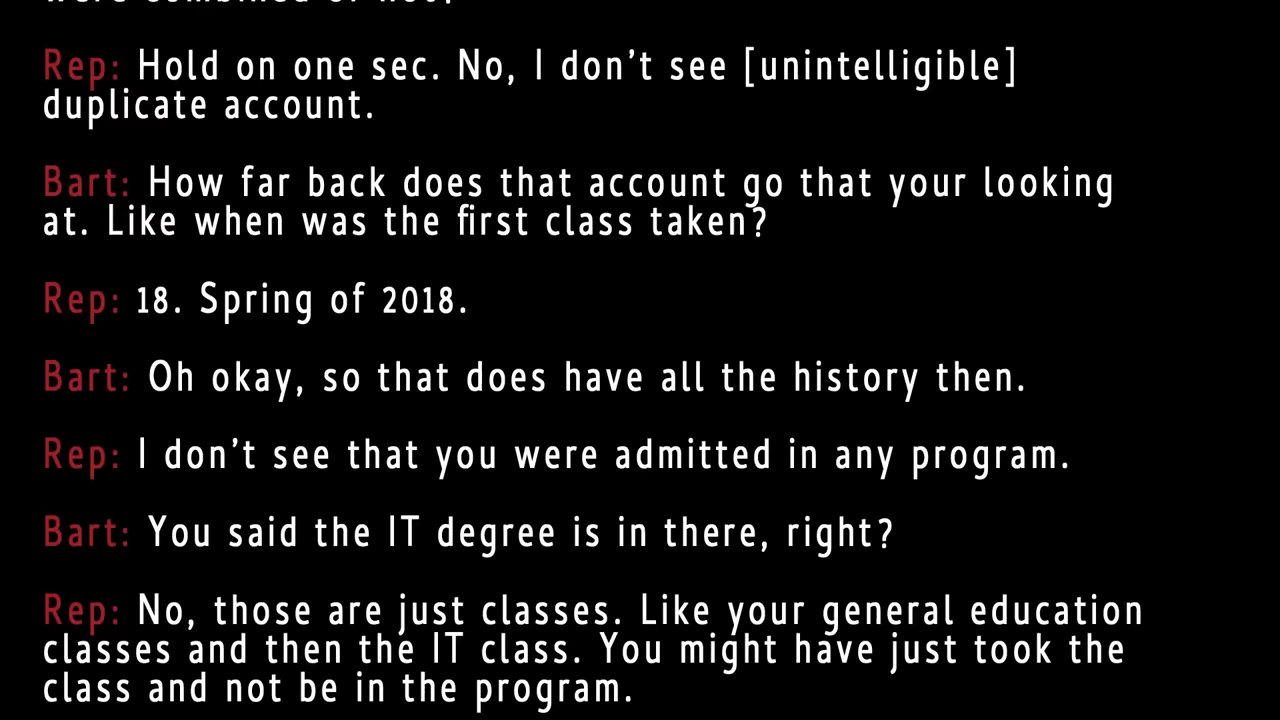 Rep: Hold on one sec. No, I don’t see [unintelligible]
duplicate account.
Bart: How far back does that account go that your looking
at. Like when was the first class taken?
Rep: 18. Spring of 2018.
Bart: Oh okay, so that does have all the history then.
Rep: I don’t see that you were admitted in any program.
Bart: You said the IT degree is in there, right?
Rep: No, those are just classes. Like your general education
classes and then the IT class. You might have just took the
class and not be in the program.